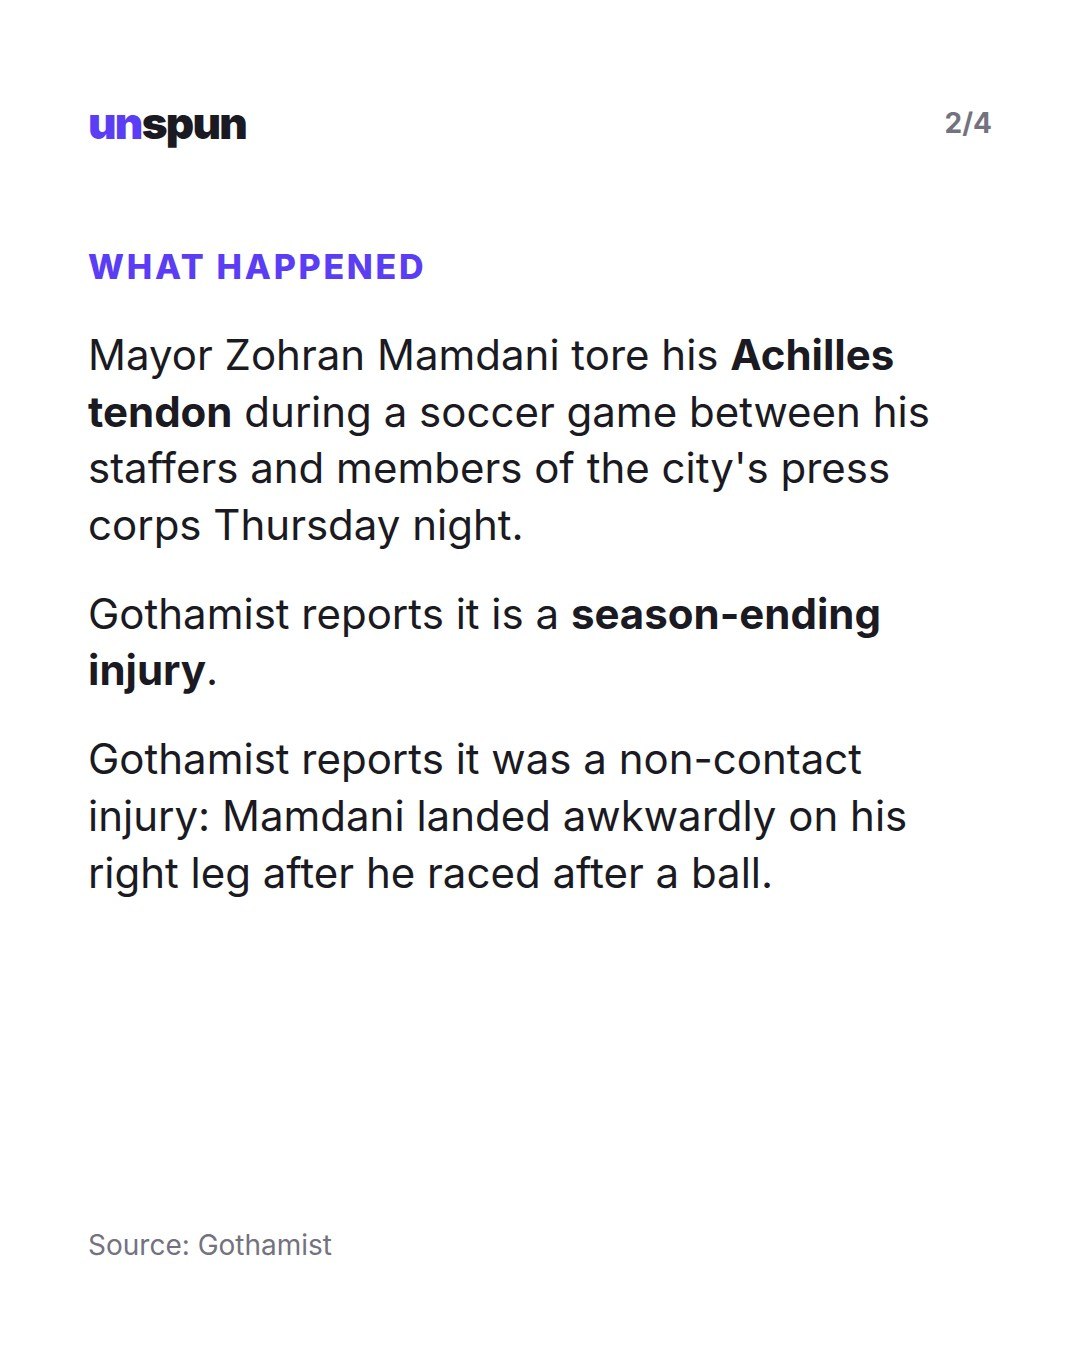 unspun
2/4
WHAT HAPPENED
Mayor Zohran Mamdani tore his Achilles
tendon during a soccer game between his
staffers and members of the city's press
corps Thursday night.
Gothamist reports it is a season-ending
injury.
Gothamist reports it was a non-contact
injury: Mamdani landed awkwardly on his
right leg after he raced after a ball.
Source: Gothamist